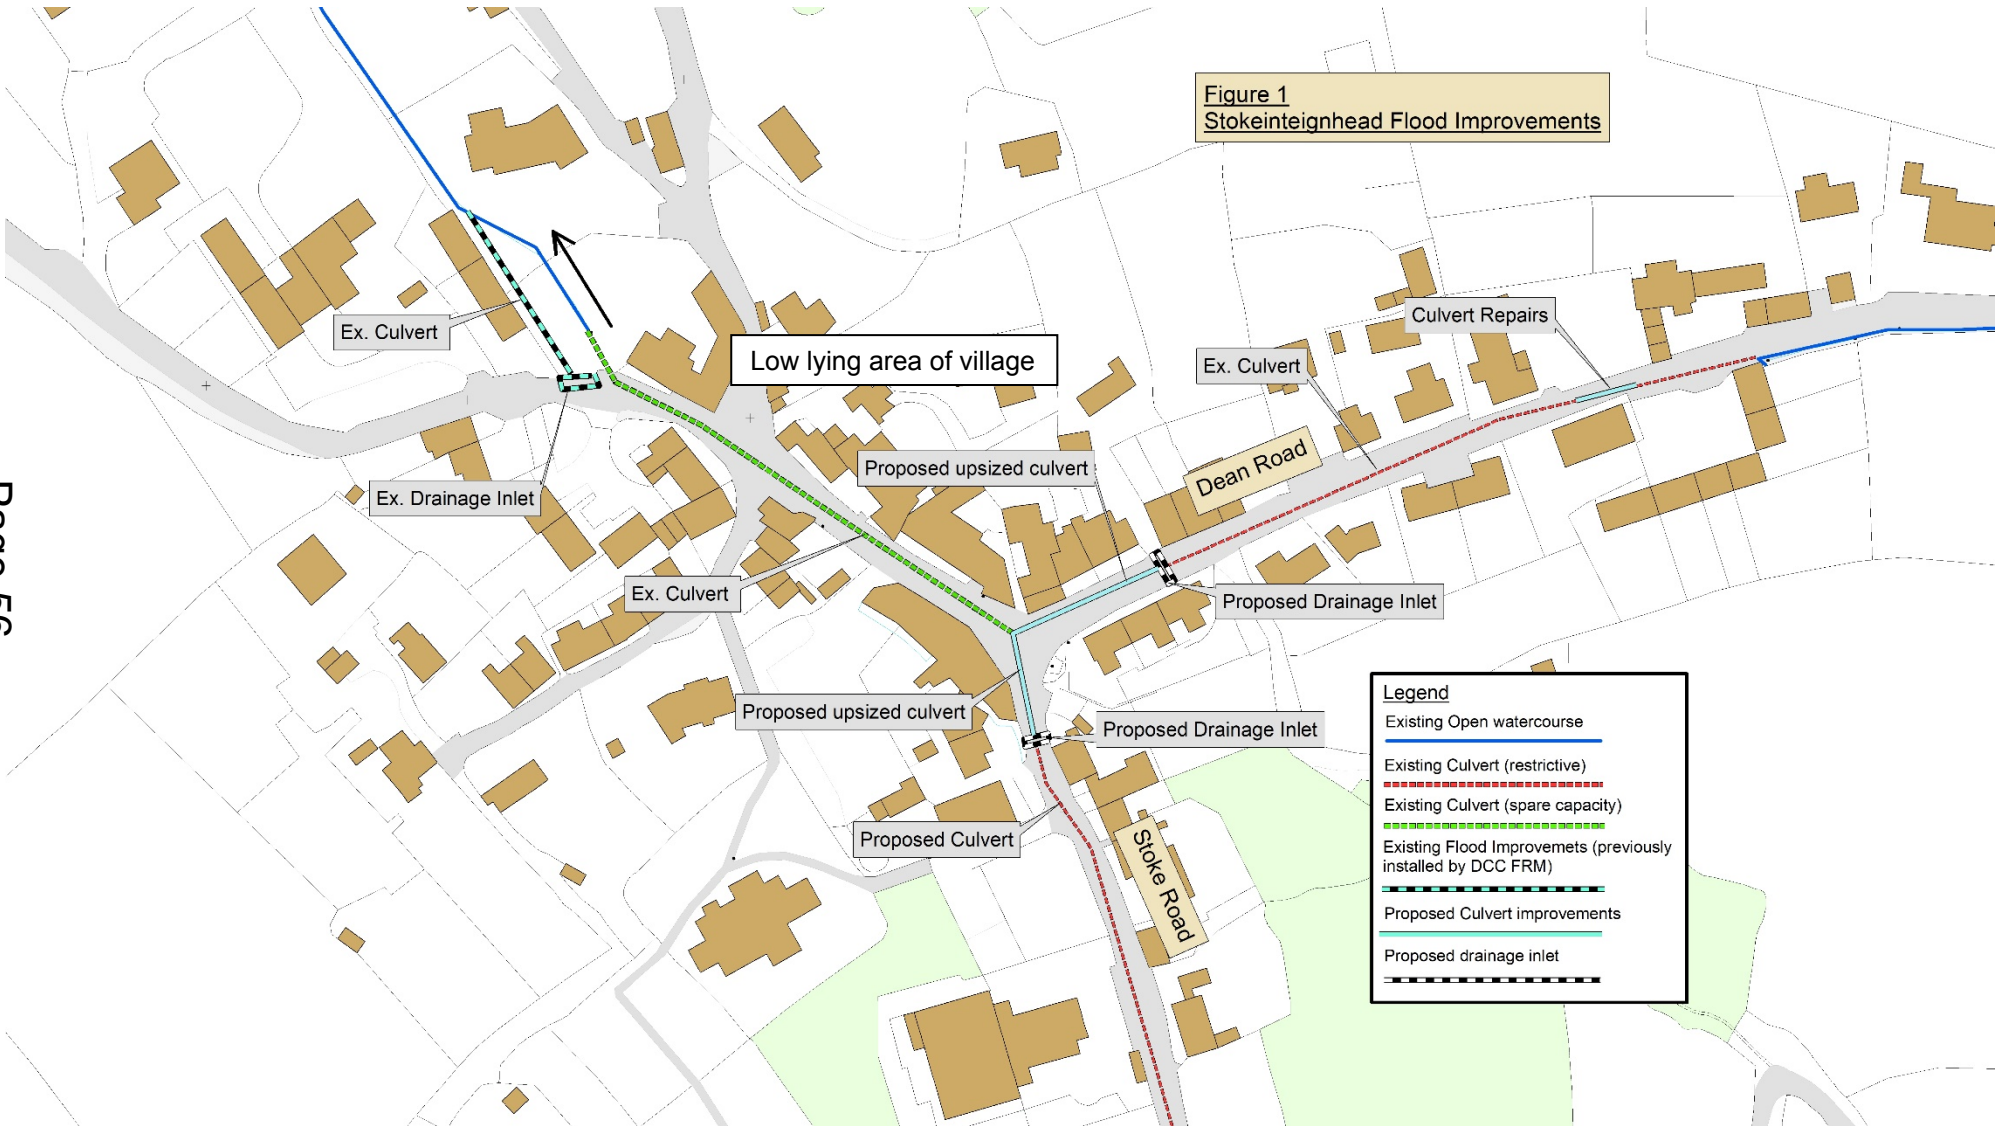 Figure 1
Stokeinteignhead Flood Improvements
Ex. Culvert
Low lying area of village
Culvert Repairs
Ex. Culvert
Proposed upsized culvert
Dean Road
Ex. Drainage Inlet
Ex. Culvert
Proposed Drainage Inlet
Proposed upsized culvert
Proposed Drainage Inlet
Proposed Culvert
Stoke Road
Legend
Existing Open watercourse
Existing Culvert (restrictive)
Existing Culvert (spare capacity)
Existing Flood Improvemets (previously
installed by DCC FRM)
Proposed Culvert improvements
Proposed drainage inlet
Page 56